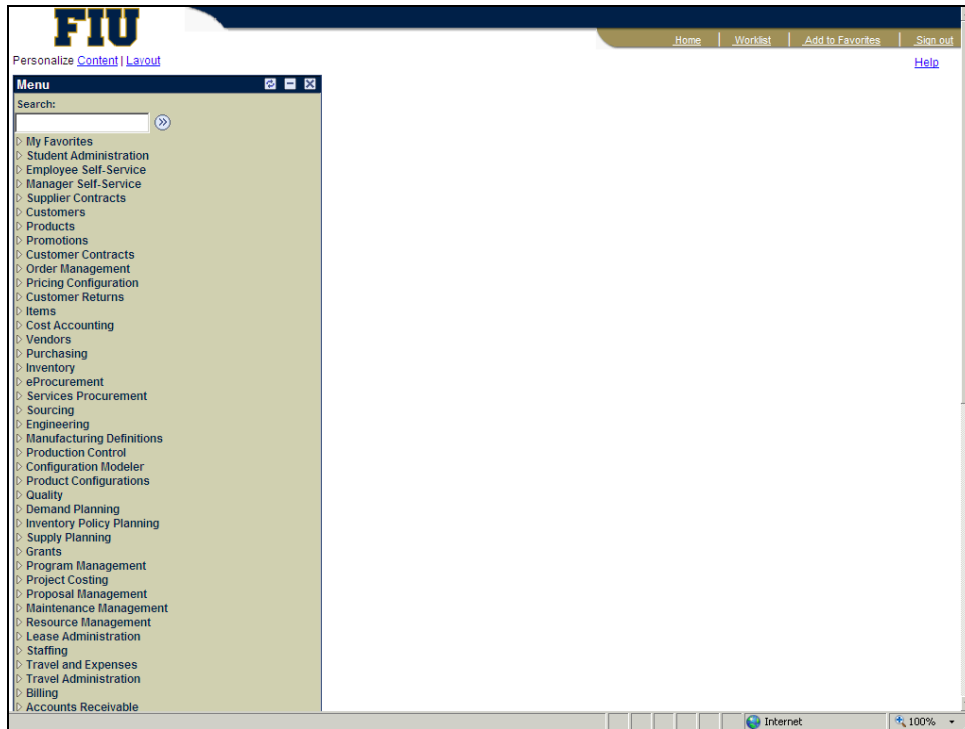 FIU
Home Worklist Add to Favorites Sign out
Personalize Content | Layout
Help
Menu
Search:
My Favorites
Student Administration
Employee Self-Service
Manager Self-Service
Supplier Contracts
Customers
Products
Promotions
Customer Contracts
Order Management
Pricing Configuration
Customer Returns
Items
Cost Accounting
Vendors
Purchasing
Inventory
eProcurement
Services Procurement
Sourcing
Engineering
Manufacturing Definitions
Production Control
Configuration Modeler
Product Configurations
Quality
Demand Planning
Inventory Policy Planning
Supply Planning
Grants
Program Management
Project Costing
Proposal Management
Maintenance Management
Resource Management
Lease Administration
Staffing
Travel and Expenses
Travel Administration
Billing
Accounts Receivable
Internet 100%